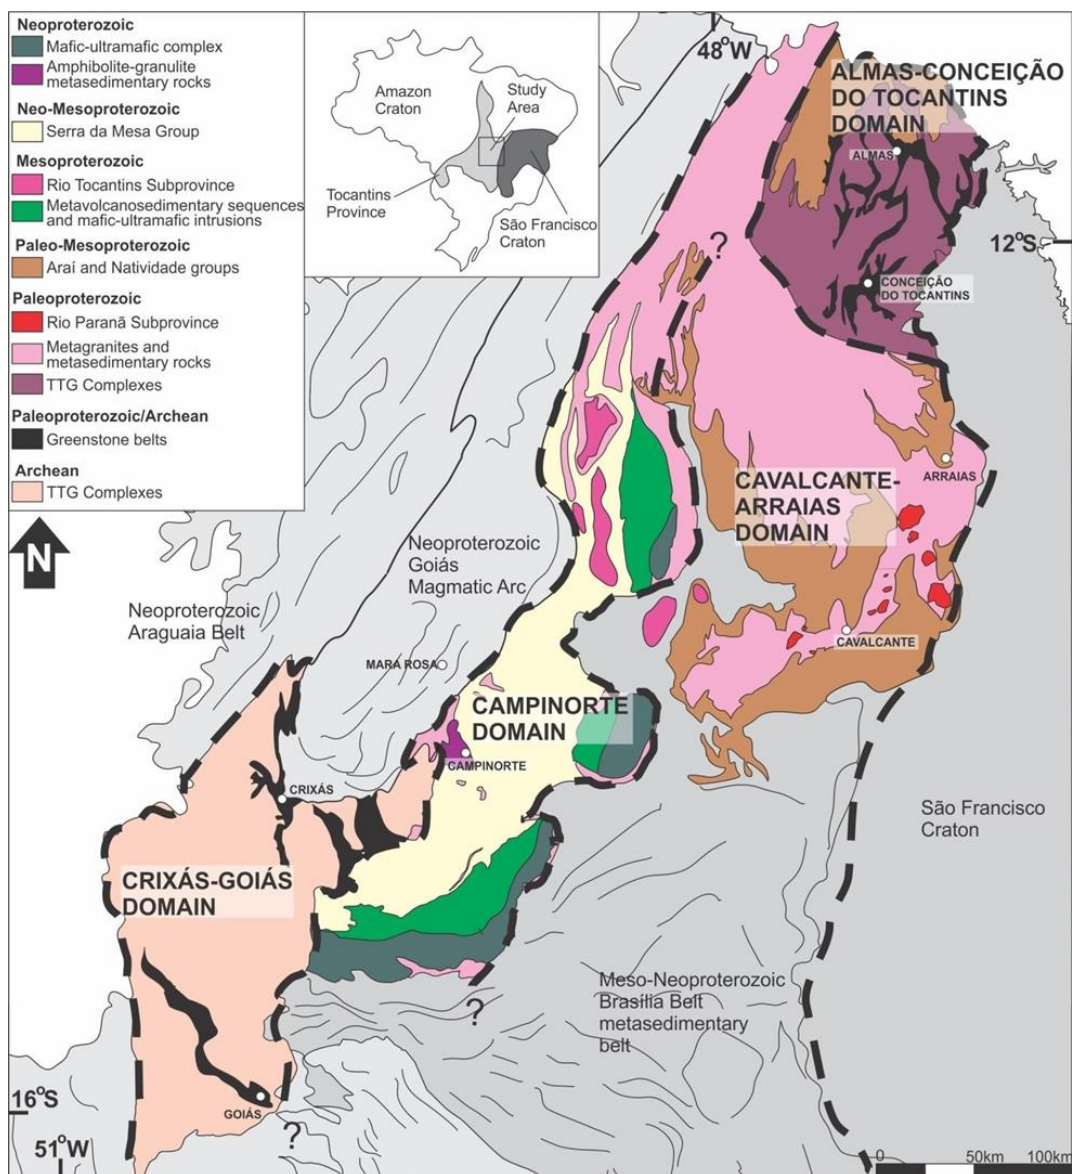 Neoproterozoic
Mafic-ultramafic complex
Amphibolite-granulite
metasedimentary rocks
Neo-Mesoproterozoic
Serra da Mesa Group
Mesoproterozoic
Rio Tocantins Subprovince
Metavolcanosedimentary sequences
and mafic-ultramafic intrusions
Paleo-Mesoproterozoic
Araí and Natividade groups
Paleoproterozoic
Rio Paranã Subprovince
Metagranites and
metasedimentary rocks
TTG Complexes
Paleoproterozoic/Archean
Greenstone belts
Archean
TTG Complexes
N
Amazon
Craton
Study
Area
Tocantins
Province
São Francisco
Craton
48°W
ALMAS-CONCEIÇÃO
DO TOCANTINS
DOMAIN
ALMAS
12°S
?
CONCEIÇÃO
DO TOCANTINS
ARRAIAS
CAVALCANTE-
ARRAIAS
DOMAIN
Neoproterozoic
Goiás
Magmatic Arc
Neoproterozoic
Araguaia Belt
CAVALCANTE
MARA ROSA
CAMPINORTE
DOMAIN
CAMPINORTE
CRIXÁS
São Francisco
Craton
CRIXÁS-GOIÁS
DOMAIN
Meso-Neoproterozoic
Brasília Belt
metasedimentary
belt
?
16°S
GOIÁS
?
51°W
0 50km 100km